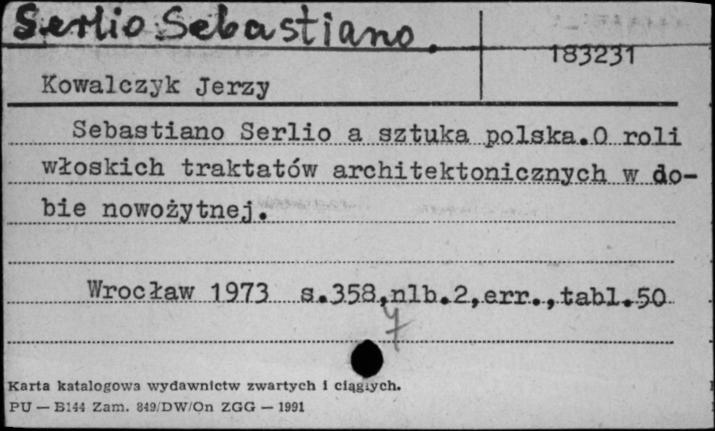 Serlio Sebastiano.
183231
Kowalczyk Jerzy
Sebastiano Serlio a sztuka polska.O roli
włoskich traktatów architektonicznych w do-
bie nowożytnej.
Wrocław 1973 s.358,nlb.2,err.,tabl.50
7
Karta katalogowa wydawnictw zwartych i ciągłych.
PU — B144 Zam. 849/DW/On ZGG — 1991